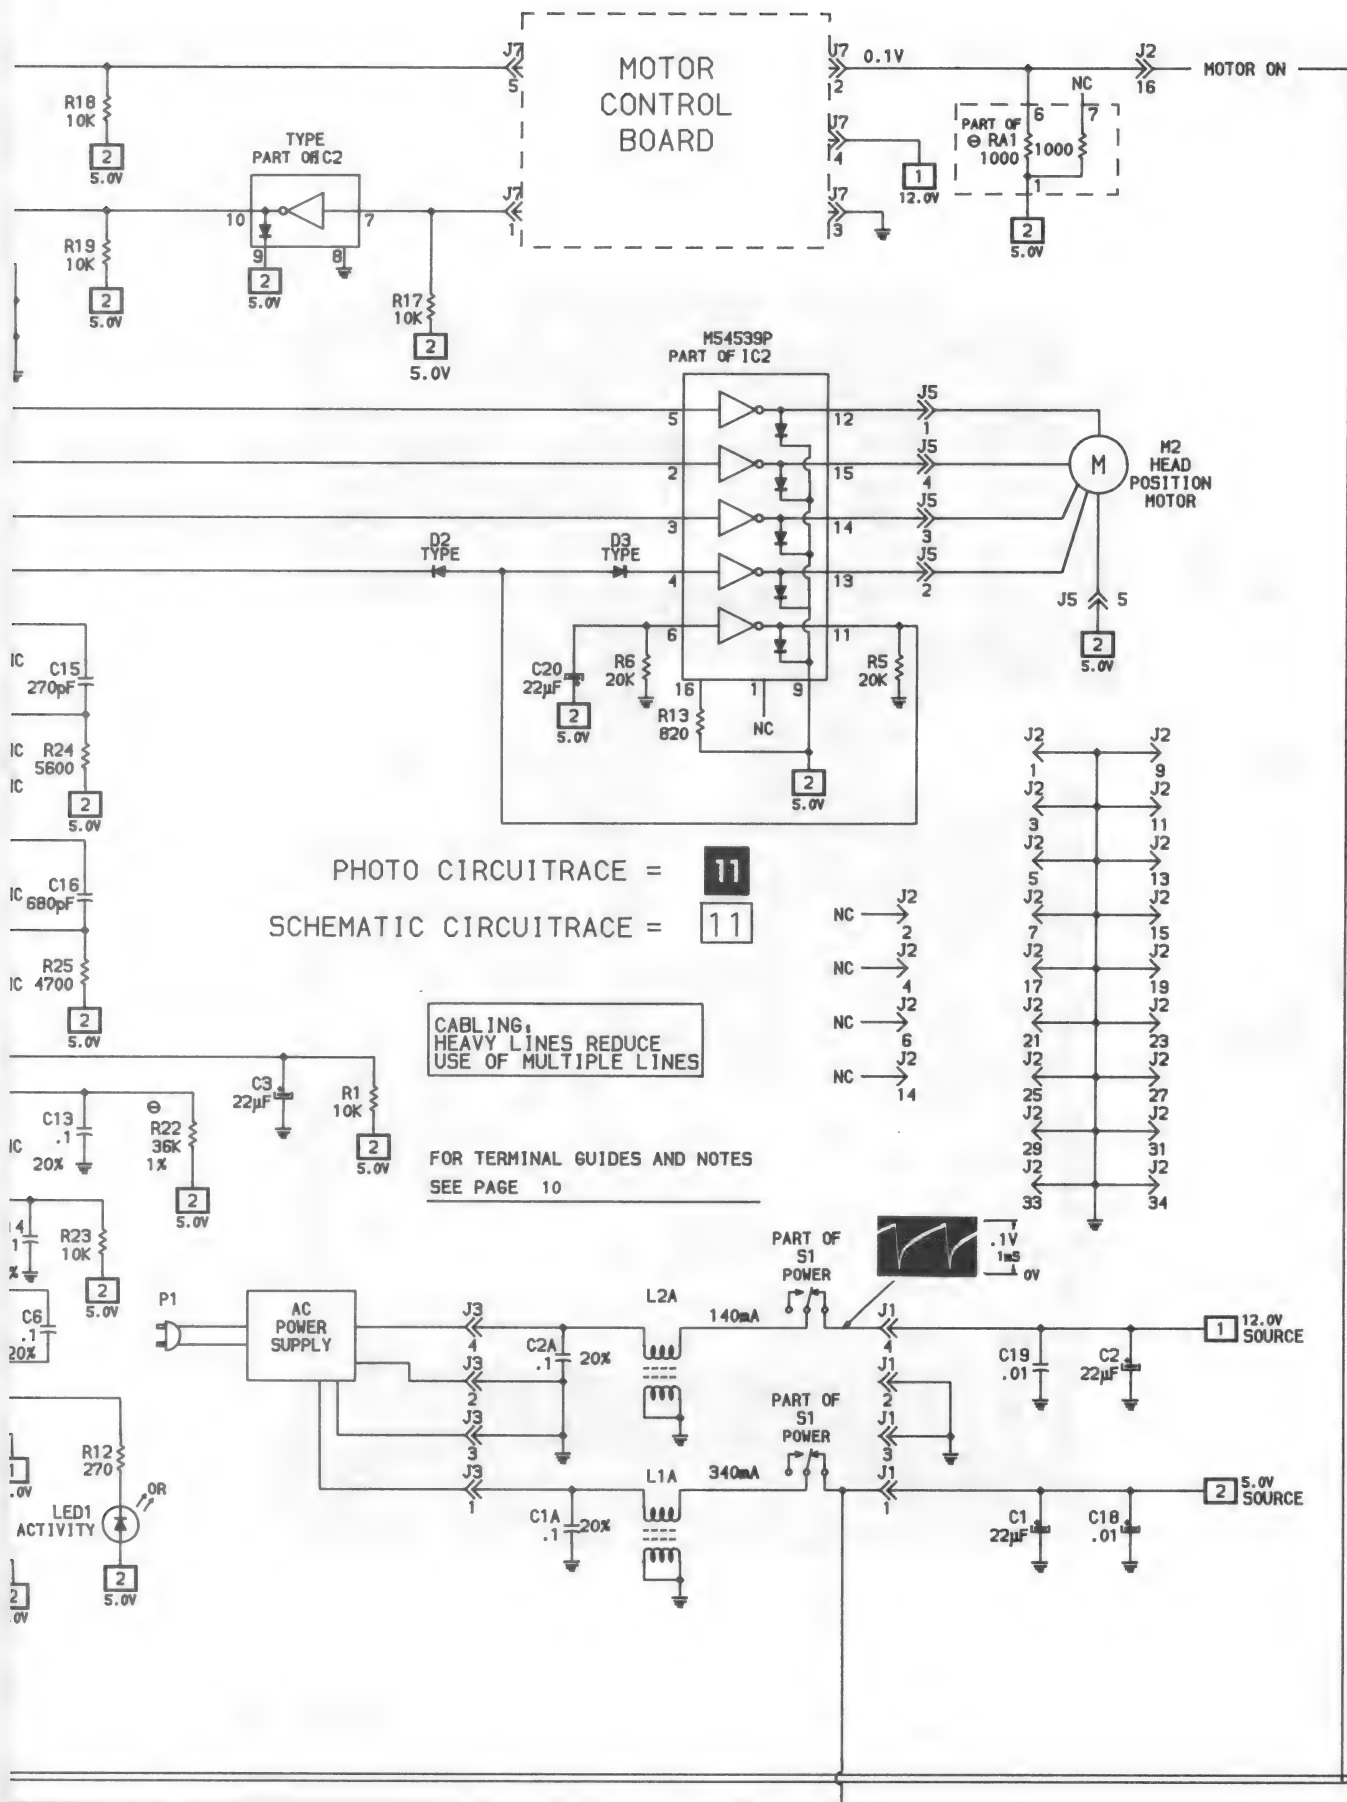 MOTOR
CONTROL
BOARD
J7
5
J7
1
J7
2
0.1V
J7
4
J7
3
1
12.0V
J2
16
MOTOR ON
NC
6
7
PART OF
⊖ RA1
1000
1000
1
2
5.0V
R18
10K
2
5.0V
TYPE
PART OF IC2
10
7
9
8
2
5.0V
R19
10K
2
5.0V
R17
10K
2
5.0V
M54539P
PART OF IC2
5
12
J5
1
2
15
J5
4
3
14
J5
3
4
13
J5
2
6
11
16
1
9
M
M2
HEAD
POSITION
MOTOR
J5
5
2
5.0V
D2
TYPE
D3
TYPE
C20
22µF
2
5.0V
R6
20K
R13
820
NC
R5
20K
2
5.0V
IC
C15
270pF
IC
R24
5600
IC
2
5.0V
C16
IC 680pF
R25
IC 4700
2
5.0V
PHOTO CIRCUITRACE = 11
SCHEMATIC CIRCUITRACE = 11
CABLING:
HEAVY LINES REDUCE
USE OF MULTIPLE LINES
FOR TERMINAL GUIDES AND NOTES
SEE PAGE 10
NC
J2
2
NC
J2
4
NC
J2
6
NC
J2
14
J2
1
J2
9
J2
3
J2
11
J2
5
J2
13
J2
7
J2
15
J2
17
J2
19
J2
21
J2
23
J2
25
J2
27
J2
29
J2
31
J2
33
J2
34
C3
22µF
R1
10K
2
5.0V
C13
.1
20%
IC
⊖
R22
36K
1%
2
5.0V
4
1
%
R23
10K
2
5.0V
C6
.1
20%
P1
AC
POWER
SUPPLY
J3
4
J3
2
J3
3
J3
1
C2A
.1
20%
L2A
140mA
PART OF
S1
POWER
.1V
1mS
0V
J1
4
J1
2
J1
3
J1
1
C19
.01
C2
22µF
1
12.0V
SOURCE
C1A
.1
20%
L1A
340mA
PART OF
S1
POWER
C1
22µF
C18
.01
2
5.0V
SOURCE
R12
270
LED1
ACTIVITY
OR
2
5.0V
1
.0V
2
.0V